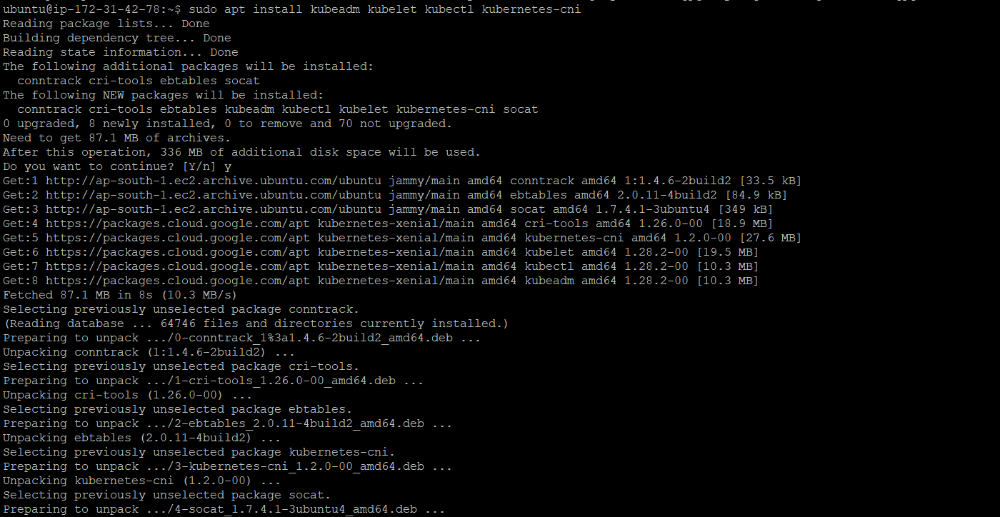 ubuntu@ip-172-31-42-78:~$ sudo apt install kubeadm kubelet kubectl kubernetes-cni
Reading package lists... Done
Building dependency tree... Done
Reading state information... Done
The following additional packages will be installed:
  conntrack cri-tools ebtables socat
The following NEW packages will be installed:
  conntrack cri-tools ebtables kubeadm kubectl kubelet kubernetes-cni socat
0 upgraded, 8 newly installed, 0 to remove and 70 not upgraded.
Need to get 87.1 MB of archives.
After this operation, 336 MB of additional disk space will be used.
Do you want to continue? [Y/n] y
Get:1 http://ap-south-1.ec2.archive.ubuntu.com/ubuntu jammy/main amd64 conntrack amd64 1:1.4.6-2build2 [33.5 kB]
Get:2 http://ap-south-1.ec2.archive.ubuntu.com/ubuntu jammy/main amd64 ebtables amd64 2.0.11-4build2 [84.9 kB]
Get:3 http://ap-south-1.ec2.archive.ubuntu.com/ubuntu jammy/main amd64 socat amd64 1.7.4.1-3ubuntu4 [349 kB]
Get:4 https://packages.cloud.google.com/apt kubernetes-xenial/main amd64 cri-tools amd64 1.26.0-00 [18.9 MB]
Get:5 https://packages.cloud.google.com/apt kubernetes-xenial/main amd64 kubernetes-cni amd64 1.2.0-00 [27.6 MB]
Get:6 https://packages.cloud.google.com/apt kubernetes-xenial/main amd64 kubelet amd64 1.28.2-00 [19.5 MB]
Get:7 https://packages.cloud.google.com/apt kubernetes-xenial/main amd64 kubectl amd64 1.28.2-00 [10.3 MB]
Get:8 https://packages.cloud.google.com/apt kubernetes-xenial/main amd64 kubeadm amd64 1.28.2-00 [10.3 MB]
Fetched 87.1 MB in 8s (10.3 MB/s)
Selecting previously unselected package conntrack.
(Reading database ... 64746 files and directories currently installed.)
Preparing to unpack .../0-conntrack_1%3a1.4.6-2build2_amd64.deb ...
Unpacking conntrack (1:1.4.6-2build2) ...
Selecting previously unselected package cri-tools.
Preparing to unpack .../1-cri-tools_1.26.0-00_amd64.deb ...
Unpacking cri-tools (1.26.0-00) ...
Selecting previously unselected package ebtables.
Preparing to unpack .../2-ebtables_2.0.11-4build2_amd64.deb ...
Unpacking ebtables (2.0.11-4build2) ...
Selecting previously unselected package kubernetes-cni.
Preparing to unpack .../3-kubernetes-cni_1.2.0-00_amd64.deb ...
Unpacking kubernetes-cni (1.2.0-00) ...
Selecting previously unselected package socat.
Preparing to unpack .../4-socat_1.7.4.1-3ubuntu4_amd64.deb ...